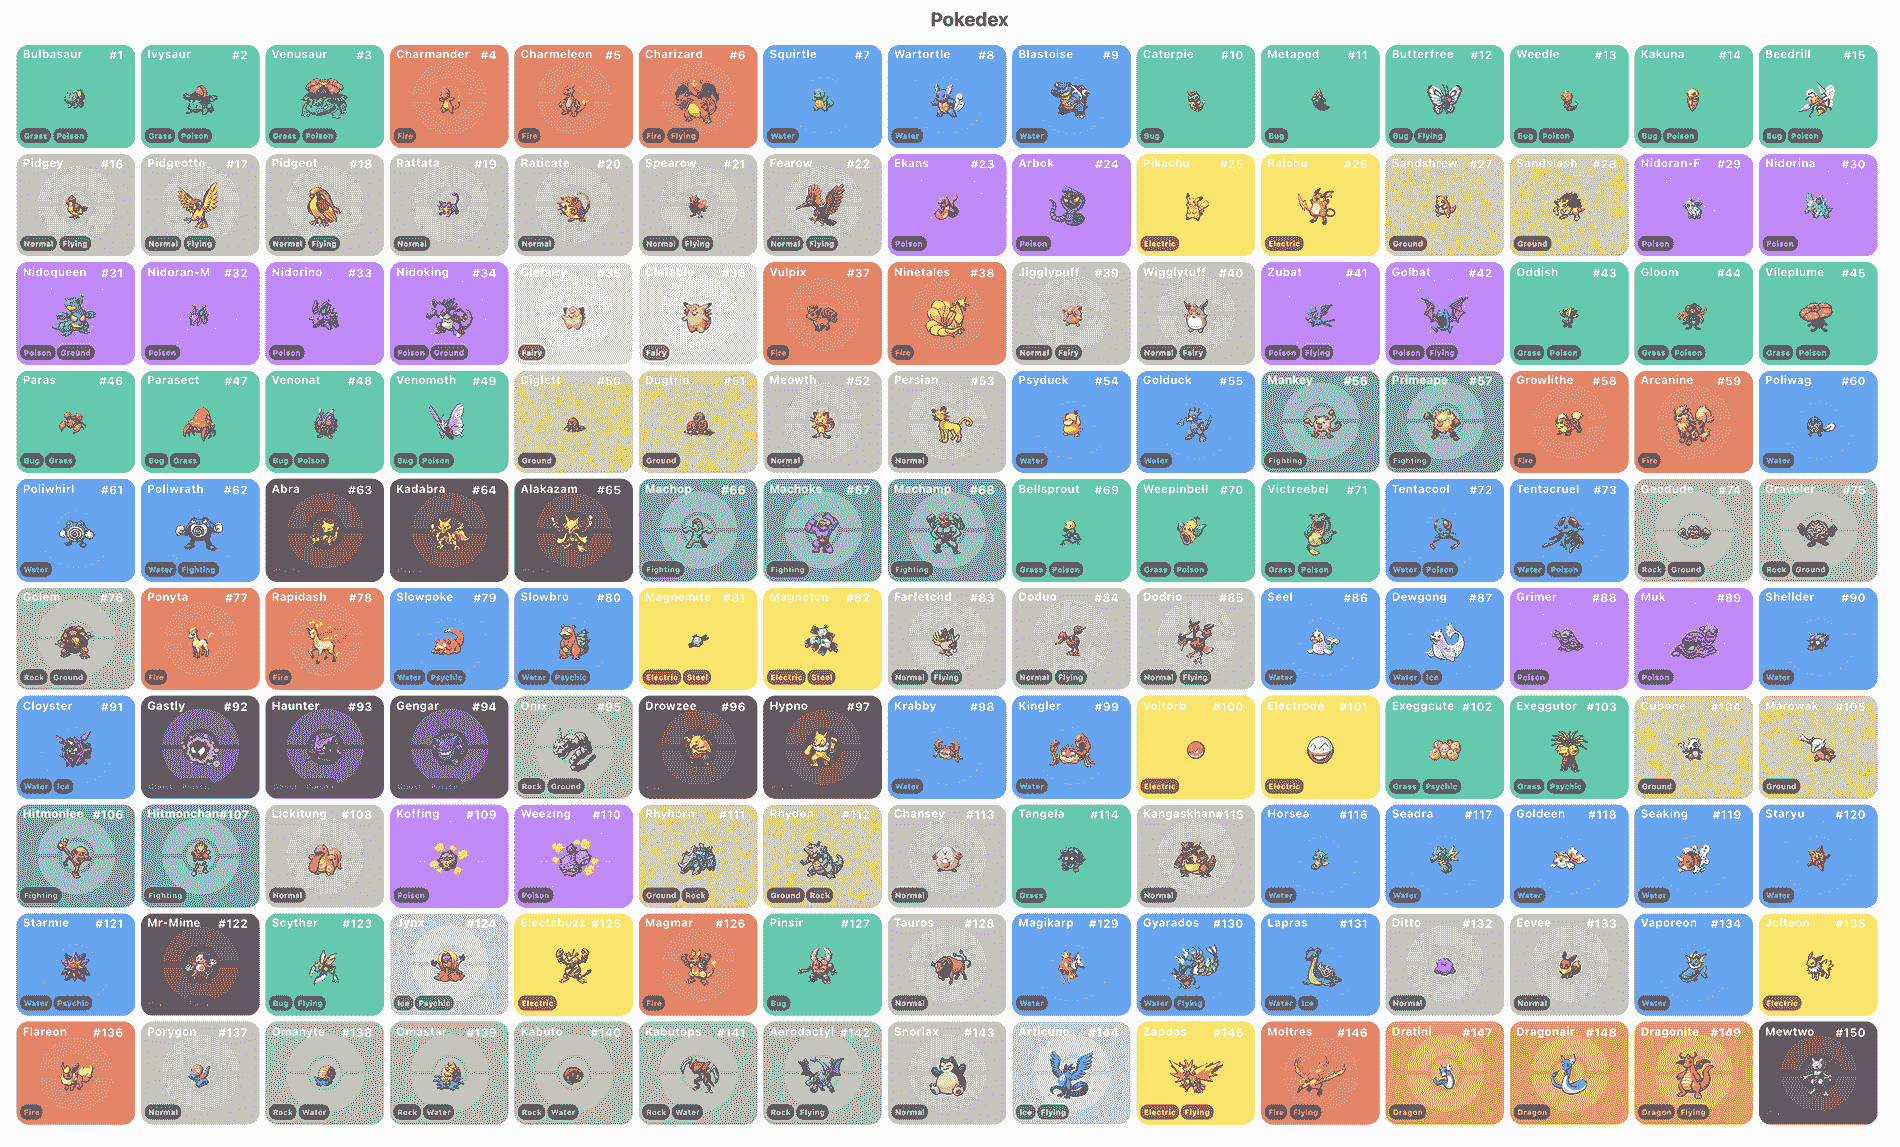 Pokedex
Bulbasaur #1 Ivysaur #2 Venusaur #3 Charmander #4 Charmeleon #5 Charizard #6 Squirtle #7 Wartortle #8 Blastoise #9 Caterpie #10 Metapod #11 Butterfree #12 Weedle #13 Kakuna #14 Beedrill #15
Grass Poison Grass Poison Grass Poison Fire Fire Fire Flying Water Water Water Bug Bug Bug Flying Bug Poison Bug Poison Bug Poison
Pidgey #16 Pidgeotto #17 Pidgeot #18 Rattata #19 Raticate #20 Spearow #21 Fearow #22 Ekans #23 Arbok #24 Pikachu #25 Raichu #26 Sandshrew #27 Sandslash #28 Nidoran-F #29 Nidorina #30
Normal Flying Normal Flying Normal Flying Normal Normal Normal Flying Normal Flying Poison Poison Electric Electric Ground Ground Poison Poison
Nidoqueen #31 Nidoran-M #32 Nidorino #33 Nidoking #34 Clefairy #35 Clefable #36 Vulpix #37 Ninetales #38 Jigglypuff #39 Wigglytuff #40 Zubat #41 Golbat #42 Oddish #43 Gloom #44 Vileplume #45
Poison Ground Poison Poison Poison Ground Fairy Fairy Fire Fire Normal Fairy Normal Fairy Poison Flying Poison Flying Grass Poison Grass Poison Grass Poison
Paras #46 Parasect #47 Venonat #48 Venomoth #49 Diglett #50 Dugtrio #51 Meowth #52 Persian #53 Psyduck #54 Golduck #55 Mankey #56 Primeape #57 Growlithe #58 Arcanine #59 Poliwag #60
Bug Grass Bug Grass Bug Poison Bug Poison Ground Ground Normal Normal Water Water Fighting Fighting Fire Fire Water
Poliwhirl #61 Poliwrath #62 Abra #63 Kadabra #64 Alakazam #65 Machop #66 Machoke #67 Machamp #68 Bellsprout #69 Weepinbell #70 Victreebel #71 Tentacool #72 Tentacruel #73 Geodude #74 Graveler #75
Water Water Fighting Fighting Fighting Fighting Grass Poison Grass Poison Grass Poison Water Poison Water Poison Rock Ground Rock Ground
Golem #76 Ponyta #77 Rapidash #78 Slowpoke #79 Slowbro #80 Magnemite #81 Magneton #82 Farfetchd #83 Doduo #84 Dodrio #85 Seel #86 Dewgong #87 Grimer #88 Muk #89 Shellder #90
Rock Ground Fire Fire Water Psychic Water Psychic Electric Steel Electric Steel Normal Flying Normal Flying Normal Flying Water Water Ice Poison Poison Water
Cloyster #91 Gastly #92 Haunter #93 Gengar #94 Onix #95 Drowzee #96 Hypno #97 Krabby #98 Kingler #99 Voltorb #100 Electrode #101 Exeggcute #102 Exeggutor #103 Cubone #104 Marowak #105
Water Ice Ghost Poison Ghost Poison Ghost Poison Rock Ground Water Water Electric Electric Grass Psychic Grass Psychic Ground Ground
Hitmonlee #106 Hitmonchan #107 Lickitung #108 Koffing #109 Weezing #110 Rhyhorn #111 Rhydon #112 Chansey #113 Tangela #114 Kangaskhan #115 Horsea #116 Seadra #117 Goldeen #118 Seaking #119 Staryu #120
Fighting Fighting Normal Poison Poison Ground Rock Ground Rock Normal Grass Normal Water Water Water Water Water
Starmie #121 Mr-Mime #122 Scyther #123 Jynx #124 Electabuzz #125 Magmar #126 Pinsir #127 Tauros #128 Magikarp #129 Gyarados #130 Lapras #131 Ditto #132 Eevee #133 Vaporeon #134 Jolteon #135
Water Psychic Bug Flying Ice Psychic Electric Fire Bug Normal Water Water Flying Water Ice Normal Normal Water Electric
Flareon #136 Porygon #137 Omanyte #138 Omastar #139 Kabuto #140 Kabutops #141 Aerodactyl #142 Snorlax #143 Articuno #144 Zapdos #145 Moltres #146 Dratini #147 Dragonair #148 Dragonite #149 Mewtwo #150
Fire Normal Rock Water Rock Water Rock Water Rock Water Rock Flying Normal Ice Flying Electric Flying Fire Flying Dragon Dragon Dragon Flying